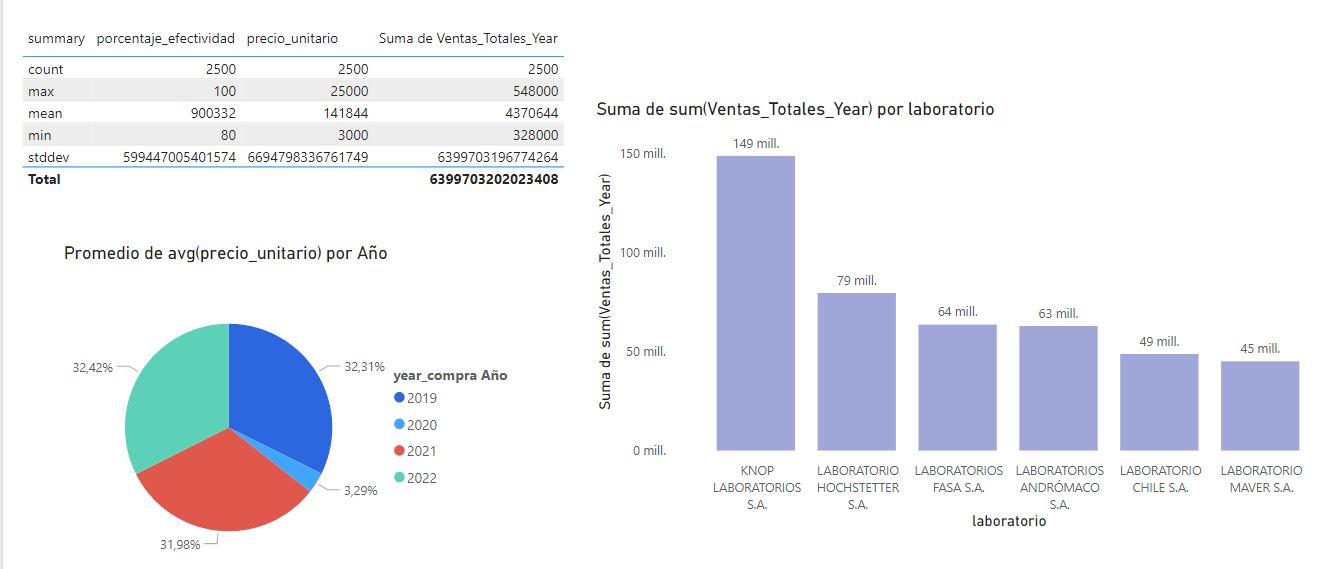 summary porcentaje_efectividad precio_unitario Suma de Ventas_Totales_Year
count 2500 2500 2500
max 100 25000 548000
mean 900332 141844 4370644
min 80 3000 328000
stddev 599447005401574 6694798336761749 6399703196774264
Total 6399703202023408
Promedio de avg(precio_unitario) por Año
32,42%
32,31%
3,29%
31,98%
year_compra Año
2019
2020
2021
2022
Suma de sum(Ventas_Totales_Year) por laboratorio
Suma de sum(Ventas_Totales_Year)
150 mill.
100 mill.
50 mill.
0 mill.
149 mill.
79 mill.
64 mill.
63 mill.
49 mill.
45 mill.
KNOP
LABORATORIOS
S.A.
LABORATORIO
HOCHSTETTER
S.A.
LABORATORIOS
FASA S.A.
LABORATORIOS
ANDRÓMACO
S.A.
LABORATORIO
CHILE S.A.
LABORATORIO
MAVER S.A.
laboratorio